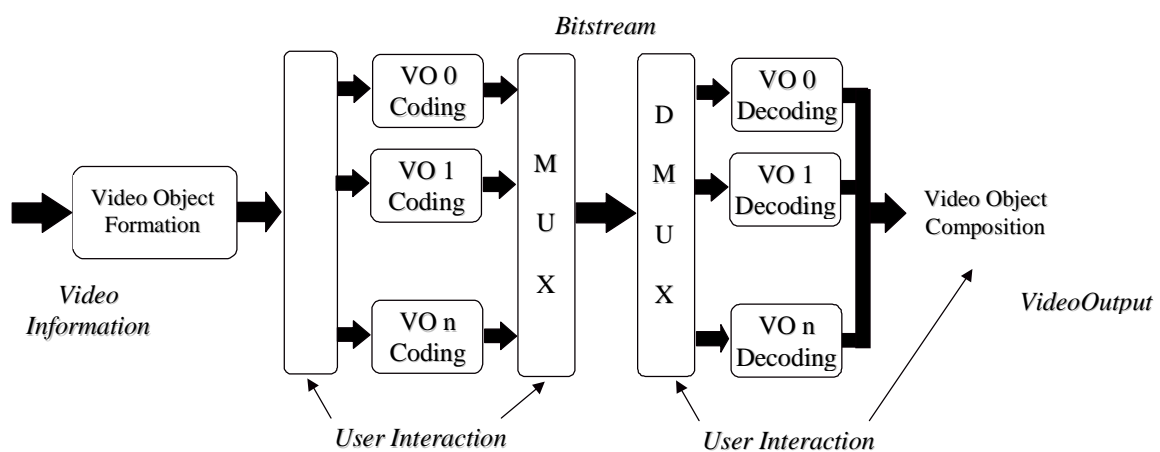 Bitstream
Video Object
Formation
Video
Information
VO 0
Coding
VO 1
Coding
VO n
Coding
M
U
X
D
M
U
X
VO 0
Decoding
VO 1
Decoding
VO n
Decoding
Video Object
Composition
VideoOutput
User Interaction
User Interaction